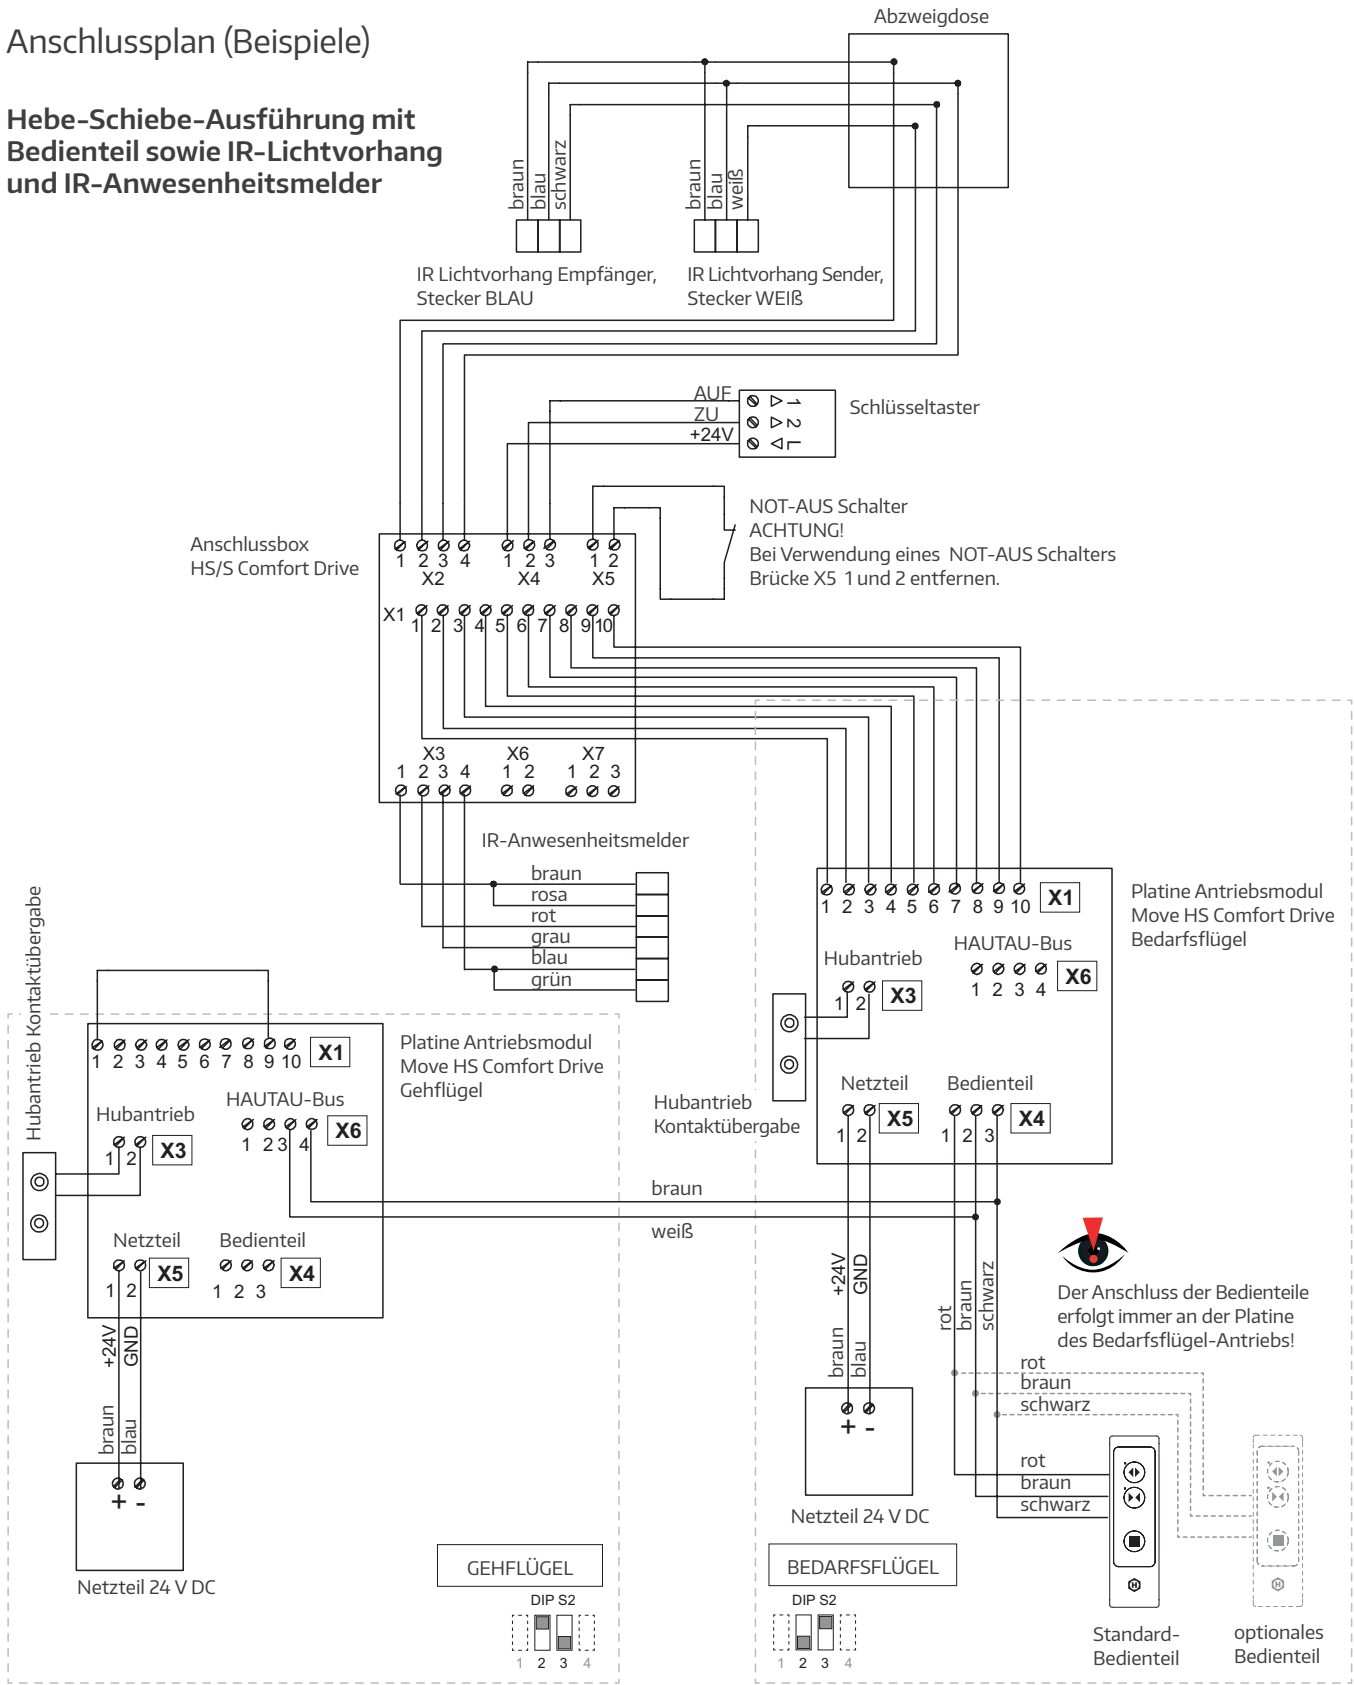 Anschlussplan (Beispiele)
Hebe-Schiebe-Ausführung mit
Bedienteil sowie IR-Lichtvorhang
und IR-Anwesenheitsmelder
Abzweigdose
braun
blau
schwarz
braun
blau
weiß
IR Lichtvorhang Empfänger,
Stecker BLAU
IR Lichtvorhang Sender,
Stecker WEIß
AUF
ZU
+24V
1
2
L
Schlüsseltaster
NOT-AUS Schalter
ACHTUNG!
Bei Verwendung eines NOT-AUS Schalters
Brücke X5 1 und 2 entfernen.
Anschlussbox
HS/S Comfort Drive
1 2 3 4 1 2 3 1 2
X2 X4 X5
X1 1 2 3 4 5 6 7 8 9 10
X3 X6 X7
1 2 3 4 1 2 1 2 3
IR-Anwesenheitsmelder
braun
rosa
rot
grau
blau
grün
1 2 3 4 5 6 7 8 9 10 X1
HAUTAU-Bus
1 2 3 4 X6
Hubantrieb
1 2 X3
Platine Antriebsmodul
Move HS Comfort Drive
Bedarfsflügel
Netzteil
1 2 X5
Bedienteil
1 2 3 X4
Hubantrieb
Kontaktübergabe
Hubantrieb Kontaktübergabe
1 2 3 4 5 6 7 8 9 10 X1
Platine Antriebsmodul
Move HS Comfort Drive
Gehflügel
HAUTAU-Bus
1 2 3 4 X6
Hubantrieb
1 2 X3
Netzteil
1 2 X5
Bedienteil
1 2 3 X4
braun
weiß
+24V
GND
braun
blau
+ -
Netzteil 24 V DC
+24V
GND
braun
blau
+ -
Netzteil 24 V DC
rot
braun
schwarz
Der Anschluss der Bedienteile
erfolgt immer an der Platine
des Bedarfsflügel-Antriebs!
rot
braun
schwarz
rot
braun
schwarz
H
H
Standard-
Bedienteil
optionales
Bedienteil
GEHFLÜGEL
DIP S2
1 2 3 4
BEDARFSFLÜGEL
DIP S2
1 2 3 4